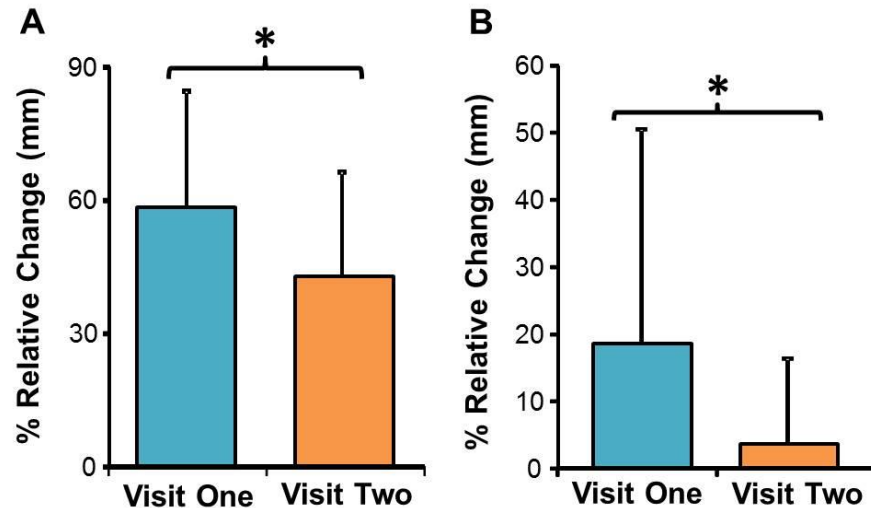 A
*
% Relative Change (mm)
90
60
30
0
Visit One
Visit Two
B
*
% Relative Change (mm)
60
50
40
30
20
10
0
Visit One
Visit Two